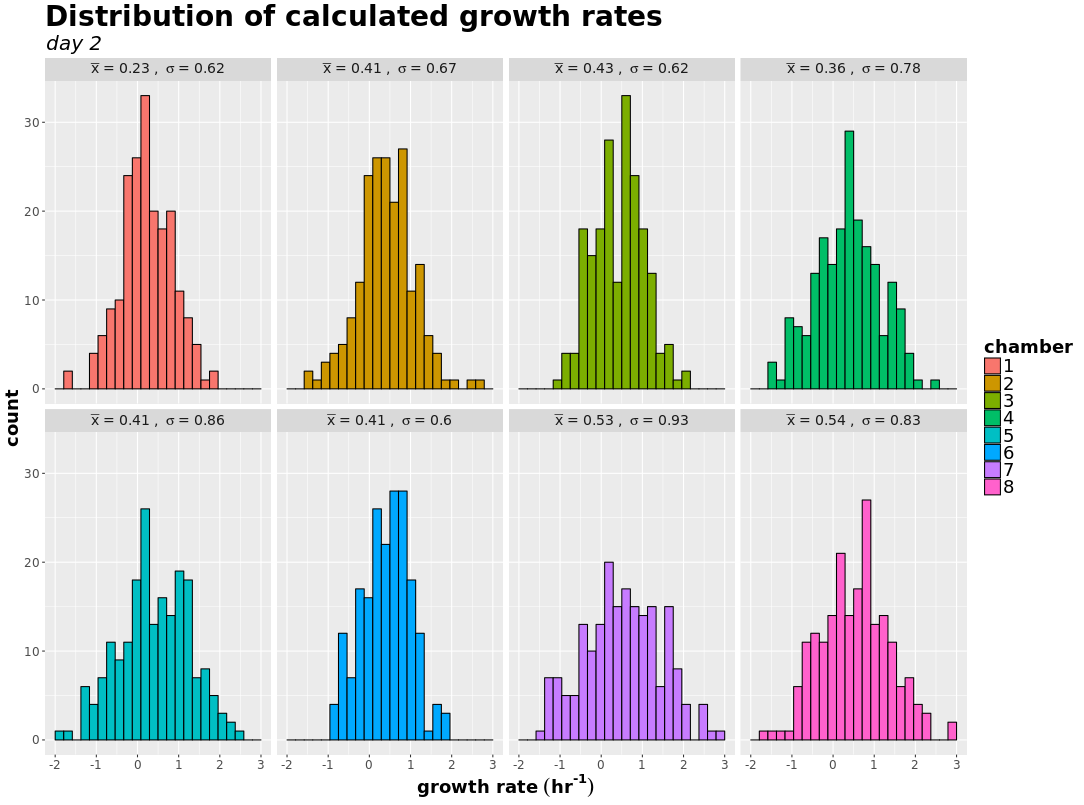 Distribution of calculated growth rates
day 2
x̅ = 0.23 , σ = 0.62
x̅ = 0.41 , σ = 0.67
x̅ = 0.43 , σ = 0.62
x̅ = 0.36 , σ = 0.78
30
20
10
0
x̅ = 0.41 , σ = 0.86
x̅ = 0.41 , σ = 0.6
x̅ = 0.53 , σ = 0.93
x̅ = 0.54 , σ = 0.83
30
20
10
0
-2 -1 0 1 2 3
-2 -1 0 1 2 3
-2 -1 0 1 2 3
-2 -1 0 1 2 3
count
growth rate (hr⁻¹)
chamber
1
2
3
4
5
6
7
8